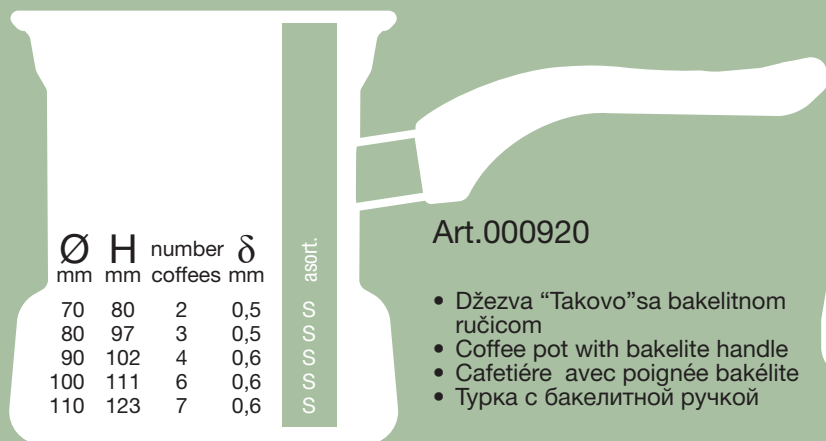 Ø H number δ asort.
mm mm coffees mm
70 80 2 0,5 S
80 97 3 0,5 S
90 102 4 0,6 S
100 111 6 0,6 S
110 123 7 0,6 S
Art.000920
• Džezva “Takovo”sa bakelitnom
ručicom
• Coffee pot with bakelite handle
• Cafetiére avec poignée bakélite
• Турка с бакелитной ручкой